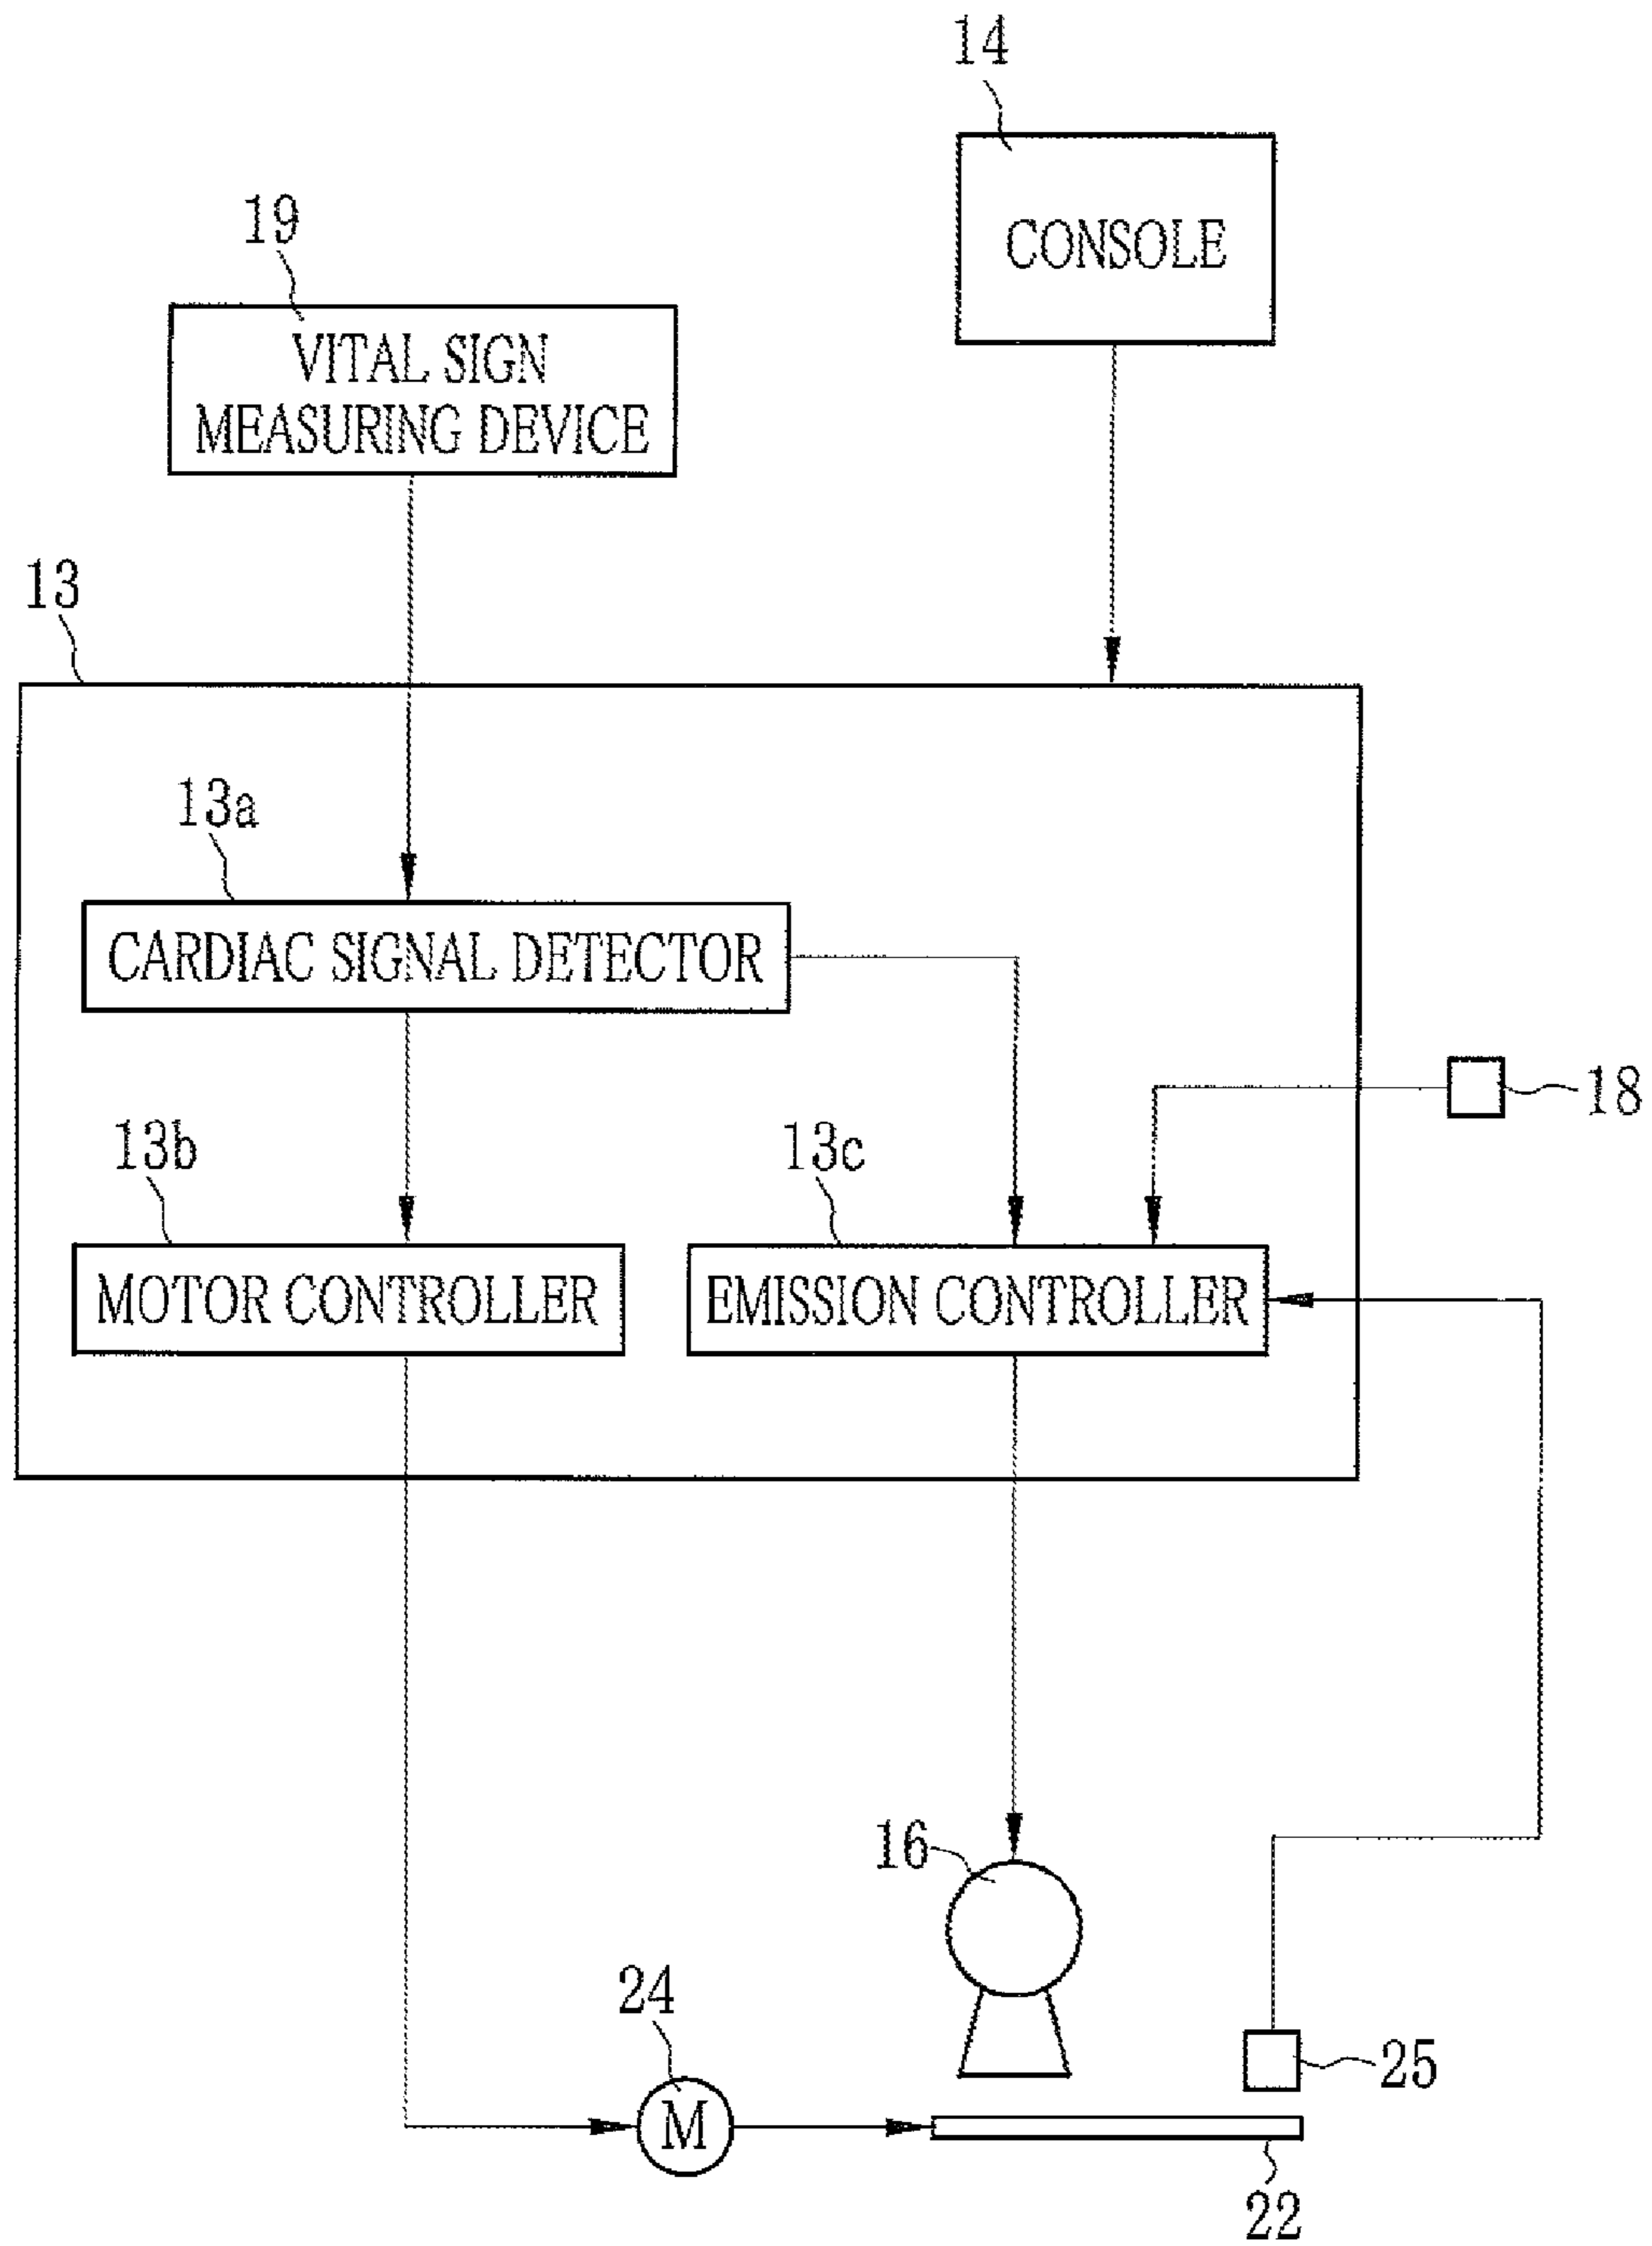 14
CONSOLE
19
VITAL SIGN
MEASURING DEVICE
13
13a
CARDIAC SIGNAL DETECTOR
18
13b
13c
MOTOR CONTROLLER
EMISSION CONTROLLER
16
24
M
25
22